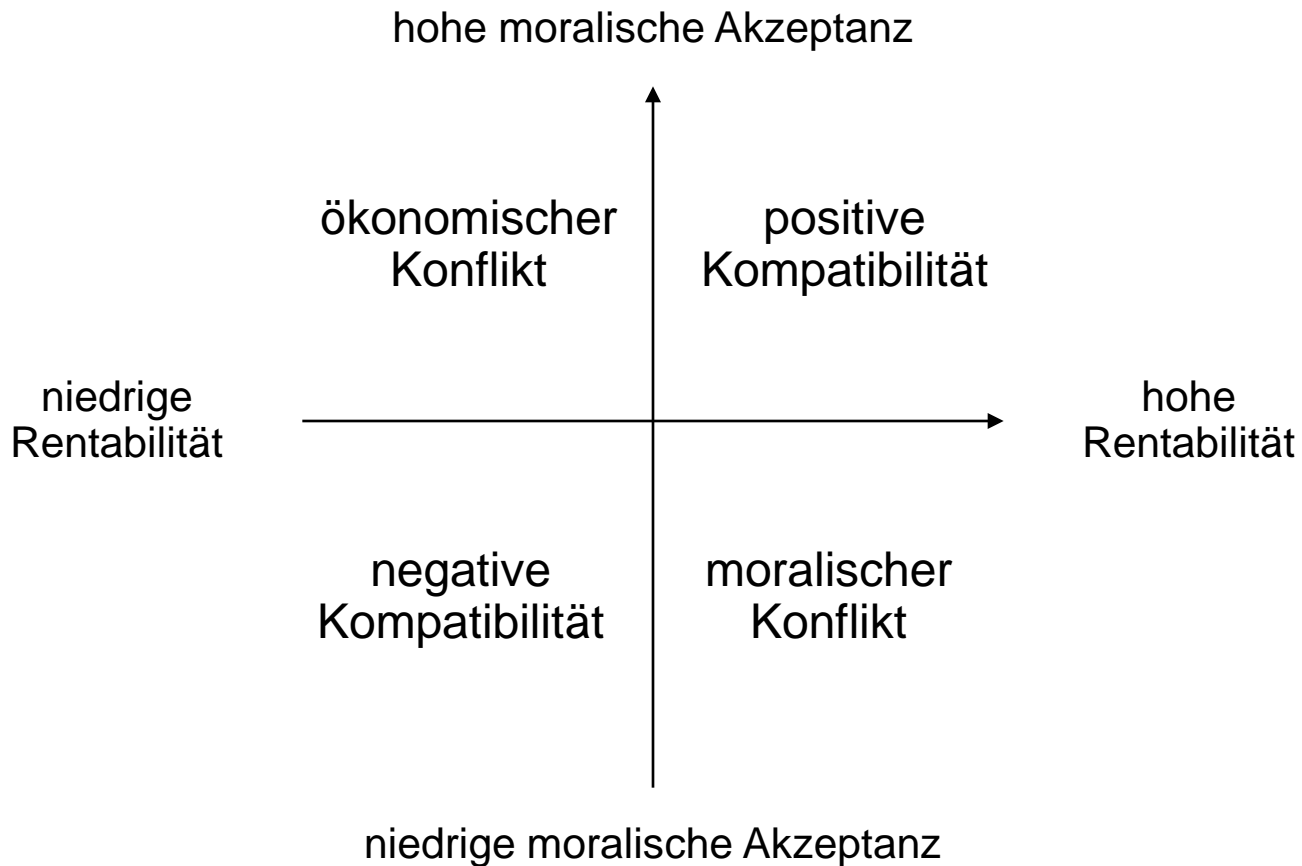 hohe moralische Akzeptanz
ökonomischer
Konflikt
positive
Kompatibilität
niedrige
Rentabilität
hohe
Rentabilität
negative
Kompatibilität
moralischer
Konflikt
niedrige moralische Akzeptanz